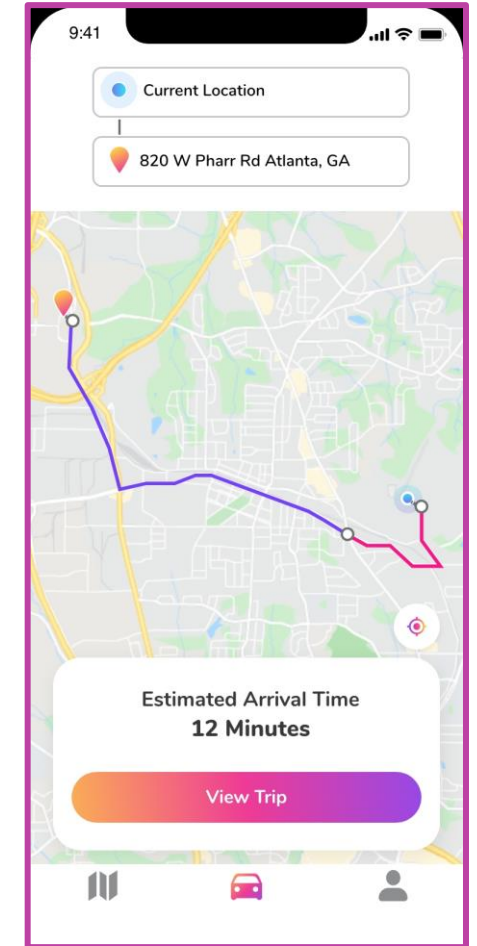 9:41
Current Location
820 W Pharr Rd Atlanta, GA
Estimated Arrival Time
12 Minutes
View Trip